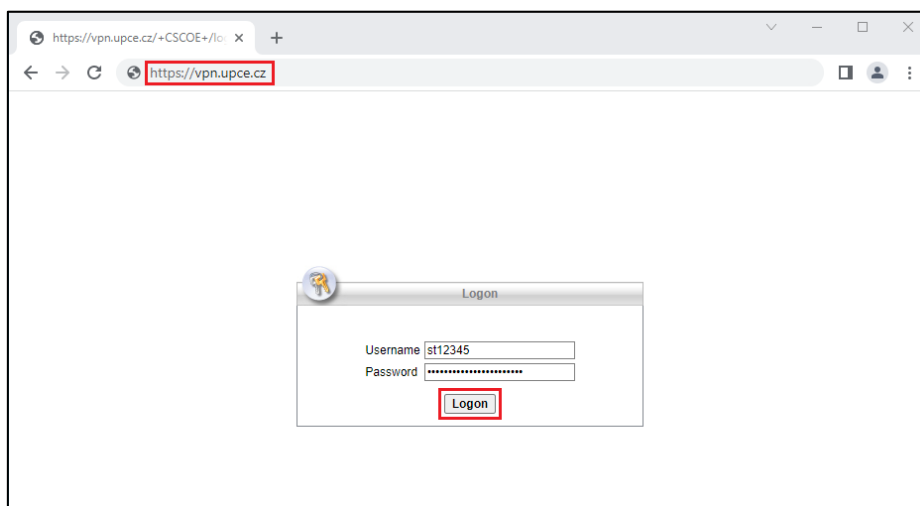 https://vpn.upce.cz/+CSCOE+/lo
https://vpn.upce.cz
Logon
Username st12345
Password •••••••••••••••••••••••
Logon